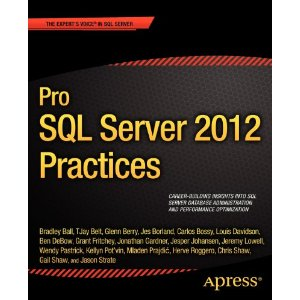 THE EXPERT'S VOICE® IN SQL SERVER
Pro
SQL Server 2012
Practices
CAREER-BUILDING INSIGHTS INTO SQL
SERVER DATABASE ADMINISTRATION
AND PERFORMANCE OPTIMIZATION
Bradley Ball, TJay Belt, Glenn Berry, Jes Borland, Carlos Bossy, Louis Davidson,
Ben DeBow, Grant Fritchey, Jonathan Gardner, Jesper Johansen, Jeremy Lowell,
Wendy Pastrick, Kellyn Pot'vin, Mladen Prajdić, Herve Roggero, Chris Shaw,
Gail Shaw, and Jason Strate
Apress®